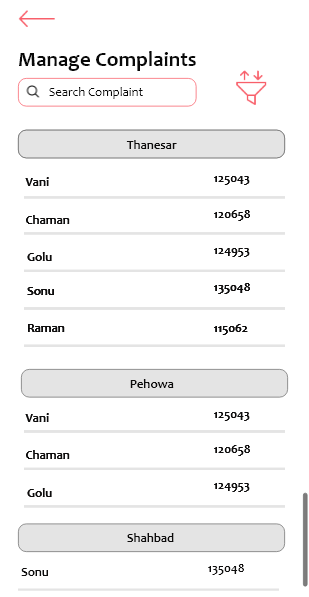 Manage Complaints
Search Complaint
Thanesar
Vani 125043
Chaman 120658
Golu 124953
Sonu 135048
Raman 115062
Pehowa
Vani 125043
Chaman 120658
Golu 124953
Shahbad
Sonu 135048